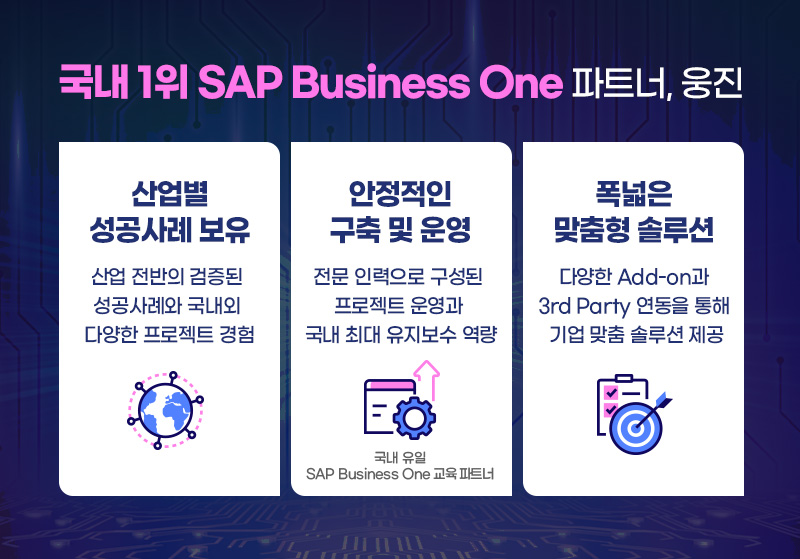 국내 1위 SAP Business One 파트너, 웅진
산업별
성공사례 보유
산업 전반의 검증된
성공사례와 국내외
다양한 프로젝트 경험
안정적인
구축 및 운영
전문 인력으로 구성된
프로젝트 운영과
국내 최대 유지보수 역량
국내 유일
SAP Business One 교육 파트너
폭넓은
맞춤형 솔루션
다양한 Add-on과
3rd Party 연동을 통해
기업 맞춤 솔루션 제공